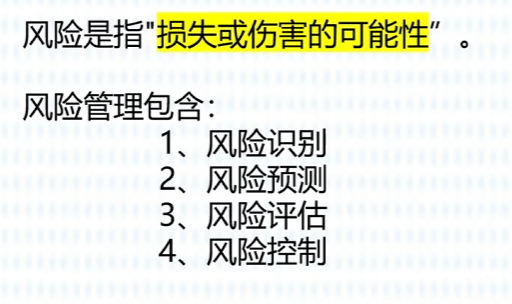 风险是指"损失或伤害的可能性”。
风险管理包含：
1、风险识别
2、风险预测
3、风险评估
4、风险控制